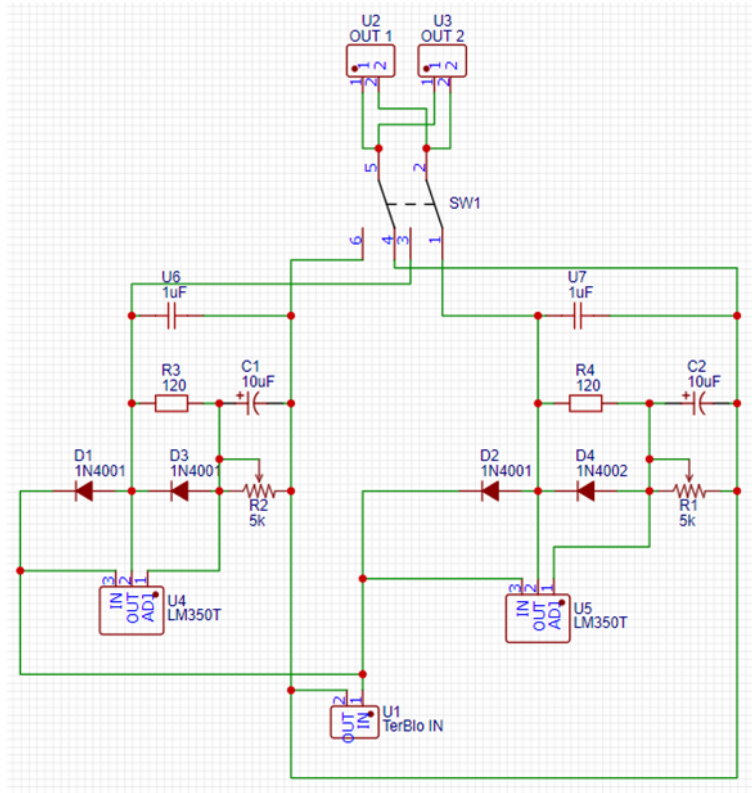 U2
OUT 1
U3
OUT 2
1 2
1 2
1 2
1 2
5
2
SW1
6
4
3
1
U6
1uF
U7
1uF
R3
120
C1
10uF
R4
120
C2
10uF
D1
1N4001
D3
1N4001
R2
5k
D2
1N4001
D4
1N4002
R1
5k
3 2 1
IN OUT ADJ
U4
LM350T
3 2 1
IN OUT ADJ
U5
LM350T
2 1
OUT IN
U1
TerBlo IN